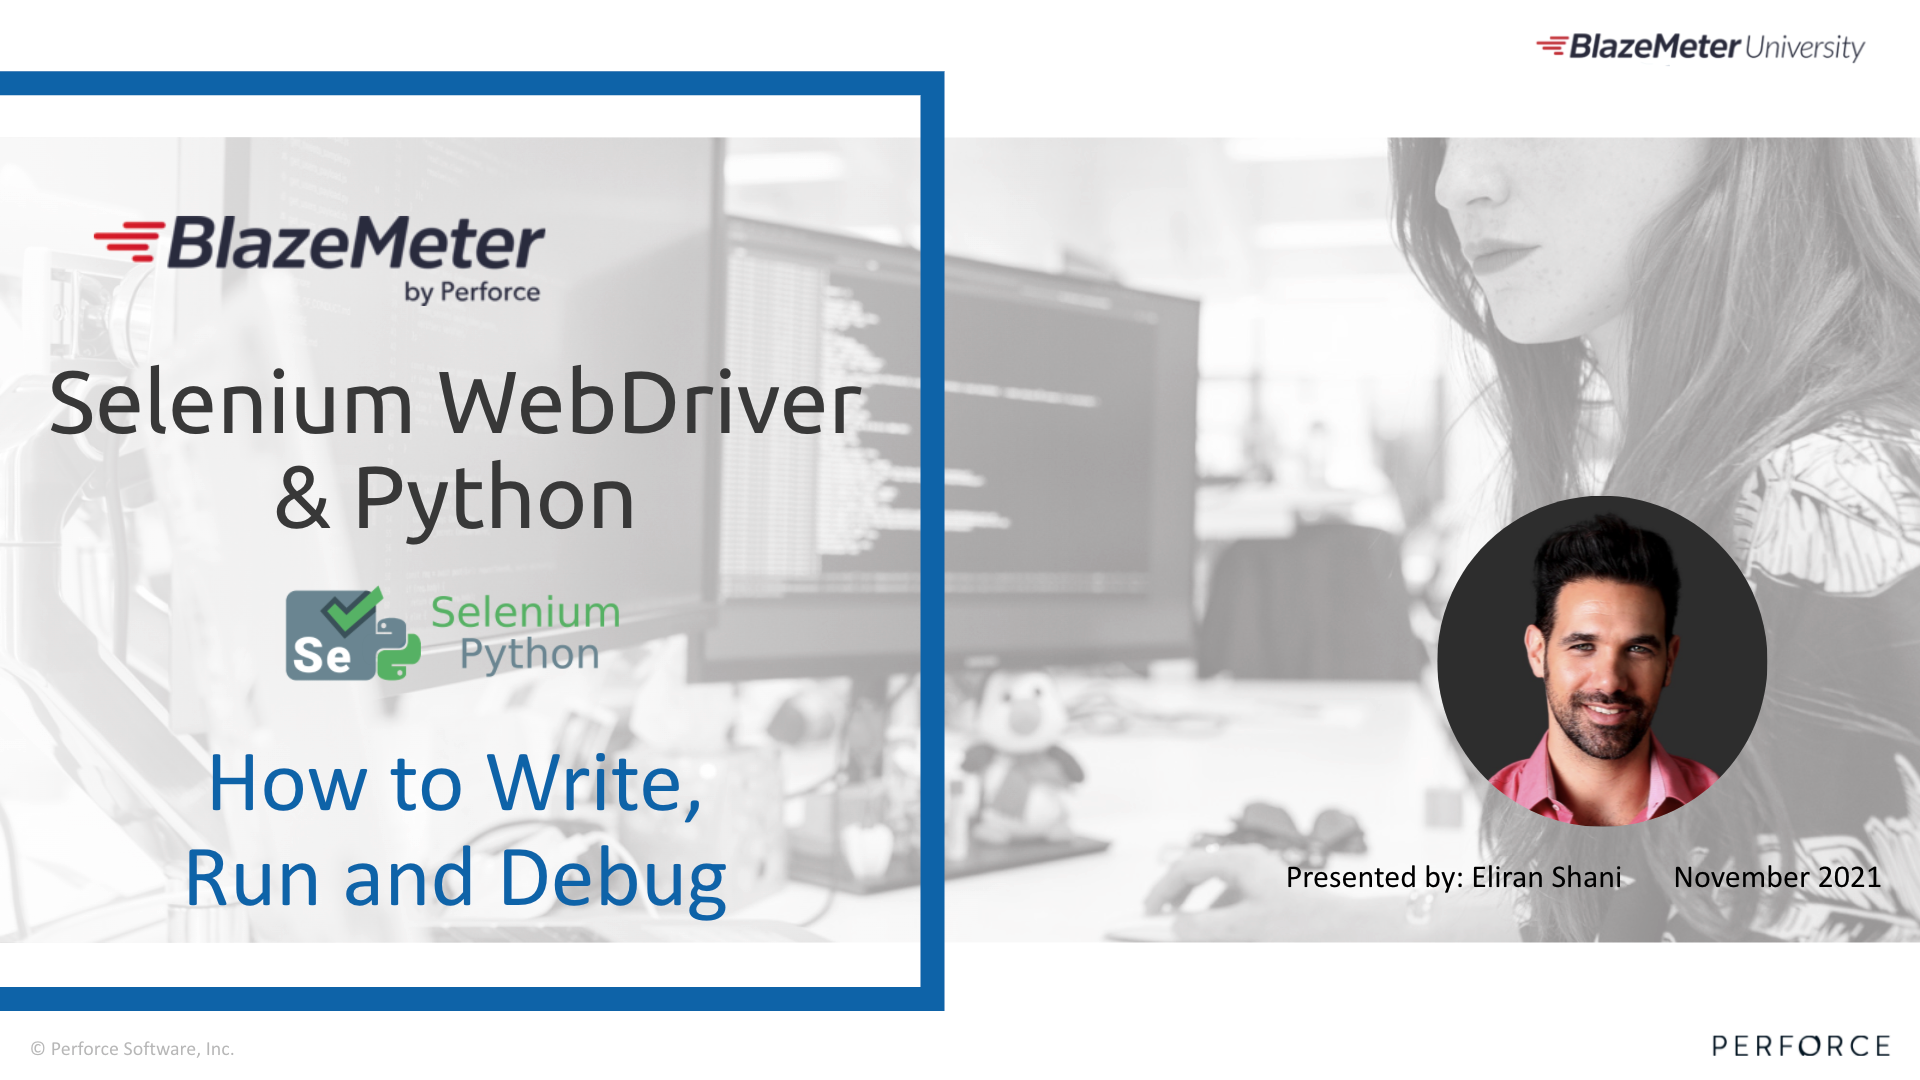 BlazeMeter University
BlazeMeter
by Perforce
Selenium WebDriver
& Python
Se
Selenium
Python
How to Write,
Run and Debug
Presented by: Eliran Shani November 2021
© Perforce Software, Inc.
PERFORCE